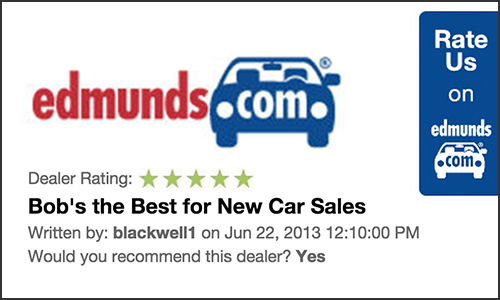 edmunds.com®
Dealer Rating:
Bob's the Best for New Car Sales
Written by: blackwell1 on Jun 22, 2013 12:10:00 PM
Would you recommend this dealer? Yes
Rate
Us
on
edmunds
.com